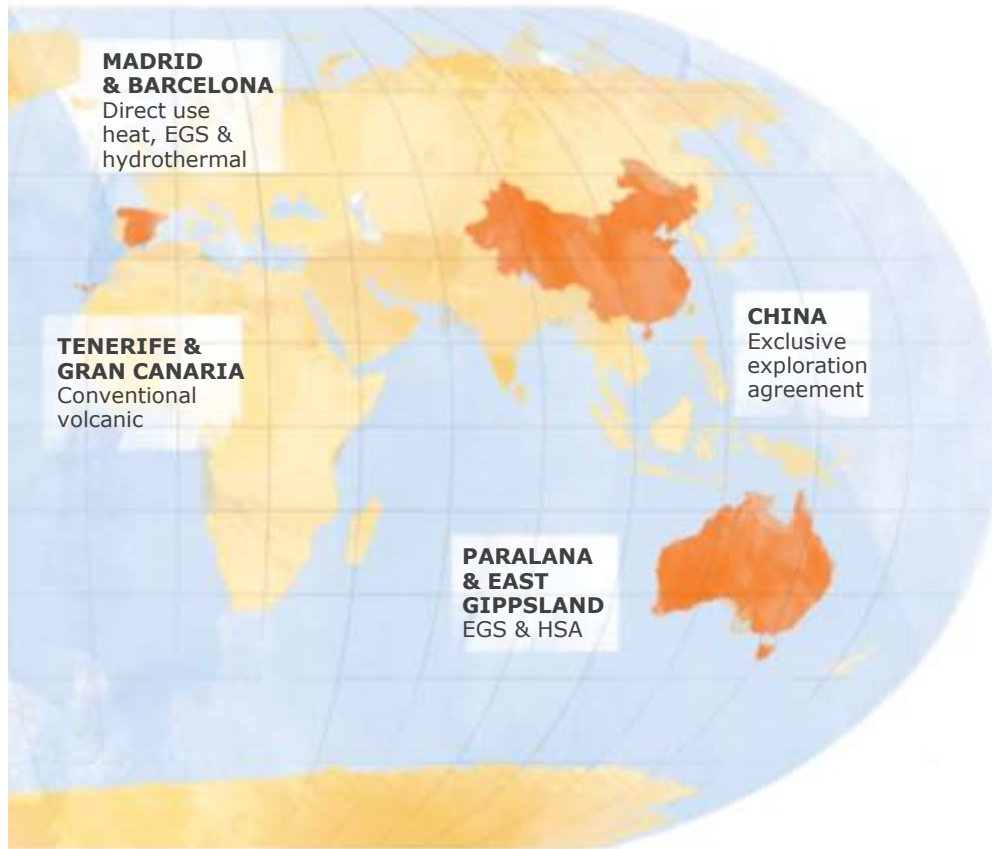 MADRID
& BARCELONA
Direct use
heat, EGS &
hydrothermal
TENERIFE &
GRAN CANARIA
Conventional
volcanic
CHINA
Exclusive
exploration
agreement
PARALANA
& EAST
GIPPSLAND
EGS & HSA